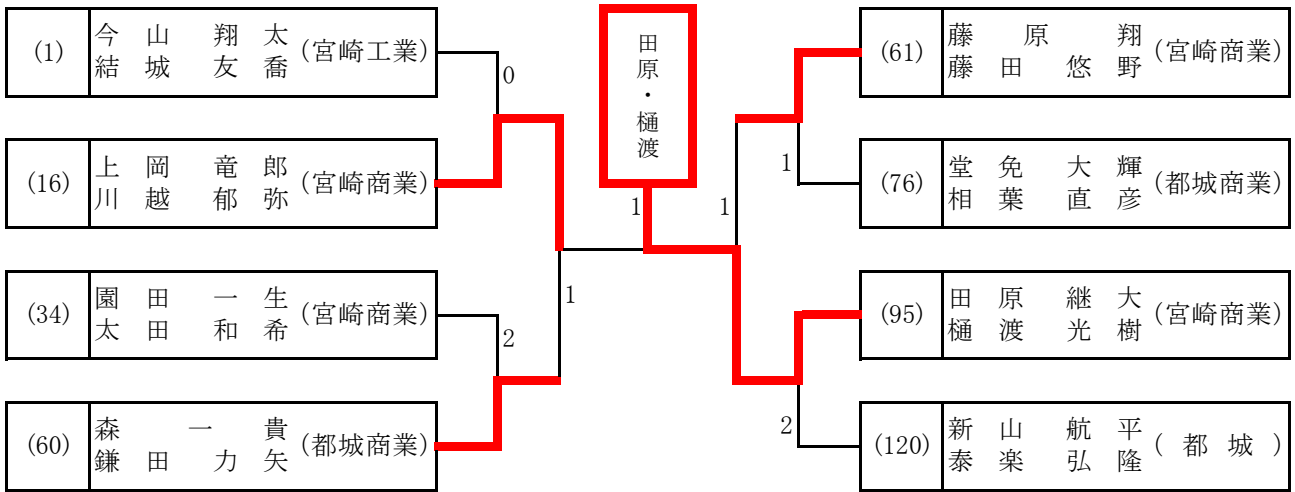 (1) 今山翔太 (宮崎工業)
結城友喬
0
(16) 上岡竜郎 (宮崎商業)
川越郁弥
(34) 園田一生 (宮崎商業)
太田和希
2
(60) 森一貴 (都城商業)
鎌田力矢
1
田原・樋渡
1
1
(61) 藤原翔 (宮崎商業)
藤田悠野
1
(76) 堂免大輝 (都城商業)
相葉直彦
(95) 田原継大 (宮崎商業)
樋渡光樹
2
(120) 新山航平 (都城)
泰楽弘隆